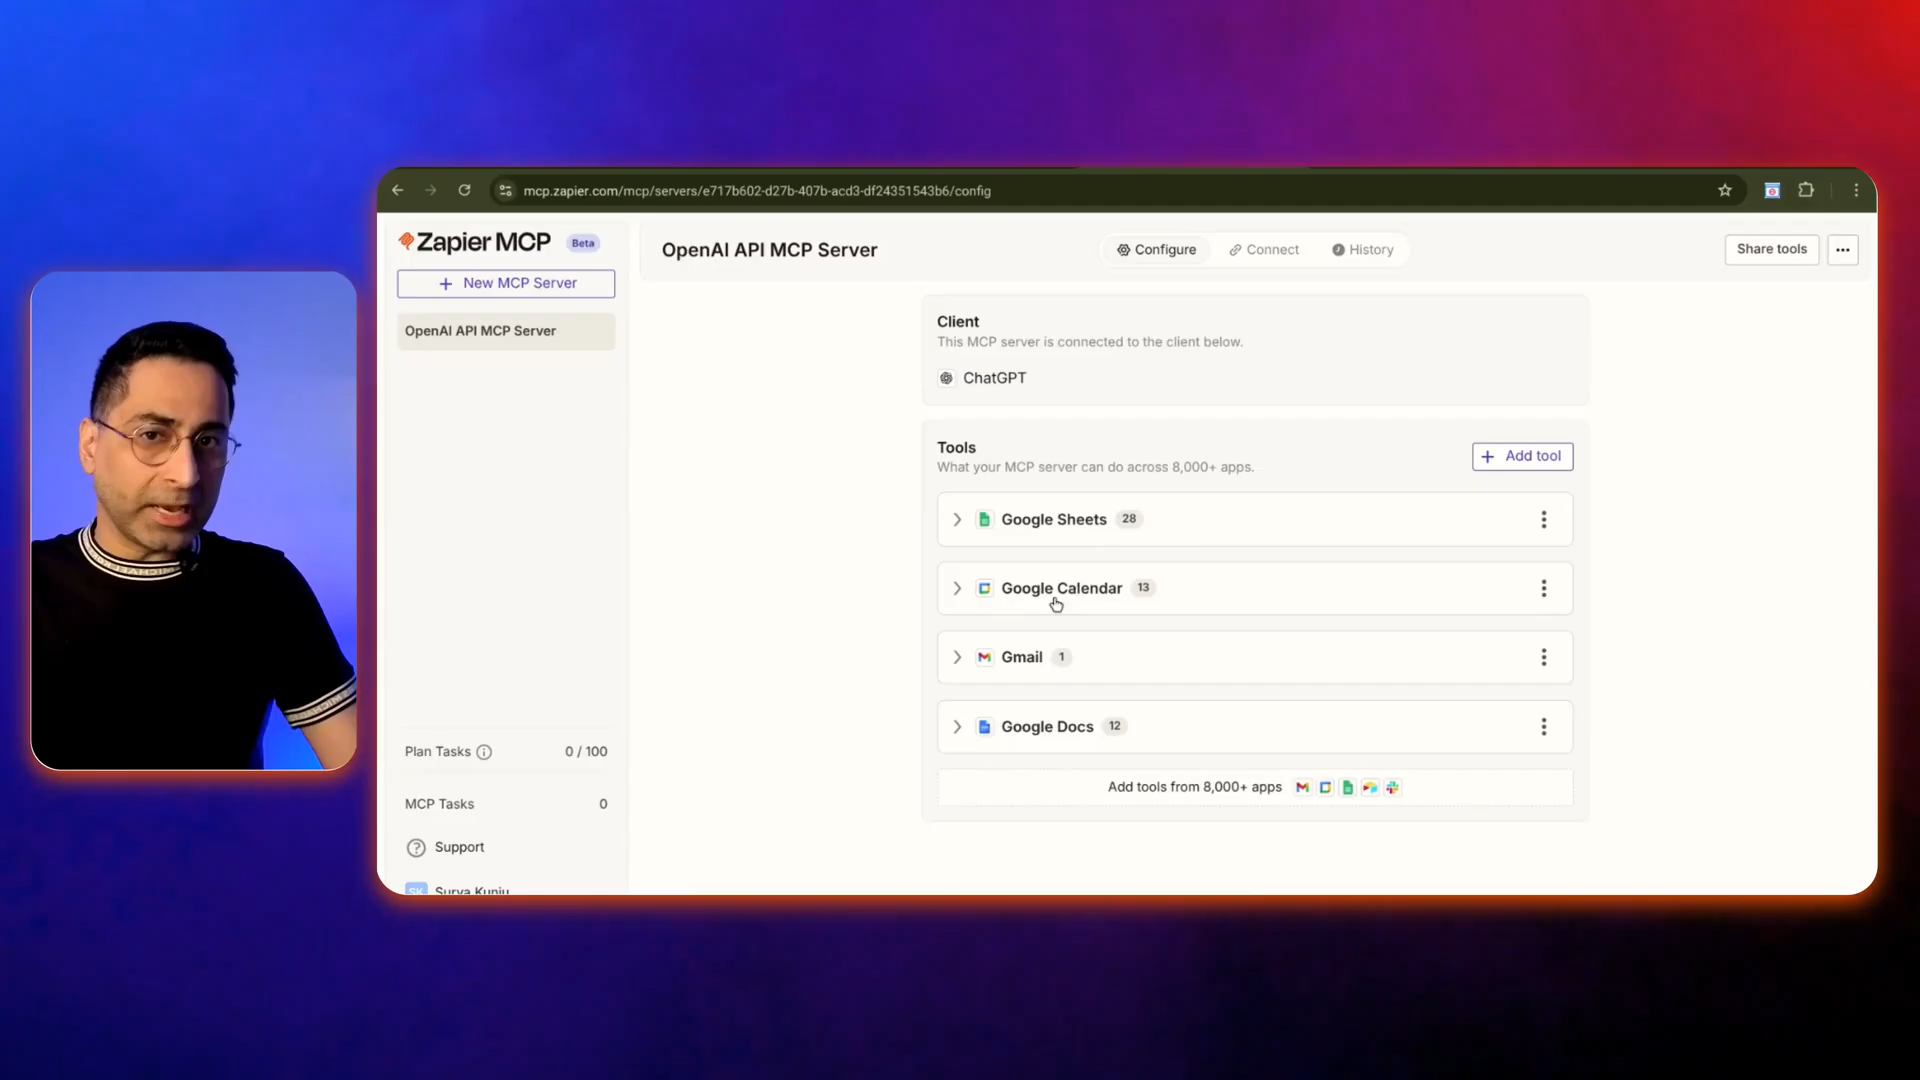 mcp.zapier.com/mcp/servers/e717b602-d27b-407b-acd3-df24351543b6/config
Zapier MCP Beta
+ New MCP Server
OpenAI API MCP Server
Plan Tasks 0 / 100
MCP Tasks 0
Support
SK Surya Kunju
OpenAI API MCP Server
Configure Connect History
Share tools
Client
This MCP server is connected to the client below.
ChatGPT
Tools
What your MCP server can do across 8,000+ apps.
+ Add tool
Google Sheets 28
Google Calendar 13
Gmail 1
Google Docs 12
Add tools from 8,000+ apps